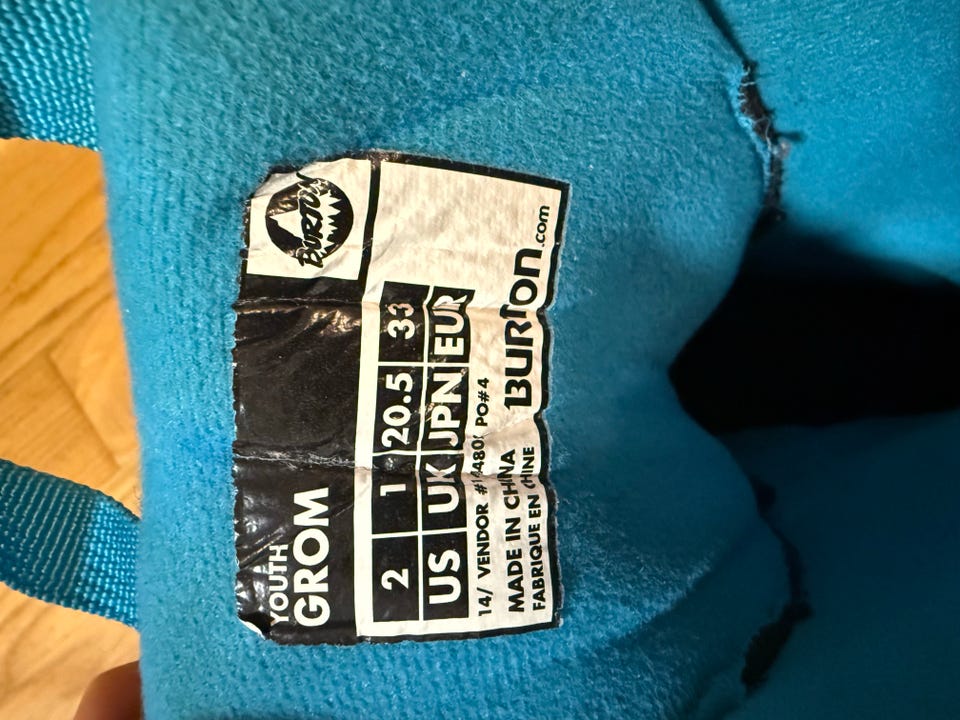 YOUTH
GROM
BURTON
2 1 20.5 33
US UK JPN EUR
14/ VENDOR PO#4
MADE IN CHINA
FABRIQUE EN CHINE
BURTON.com